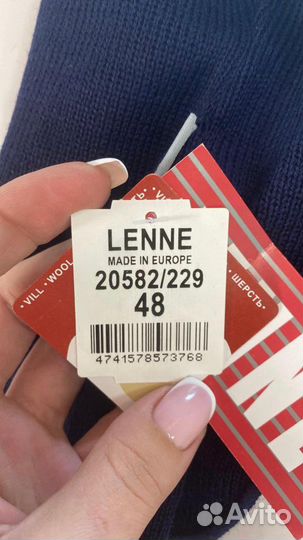 LENNE
MADE IN EUROPE
20582/229
48
4741578573768
VILL • WOOL
ШЕРСТЬ
Avito